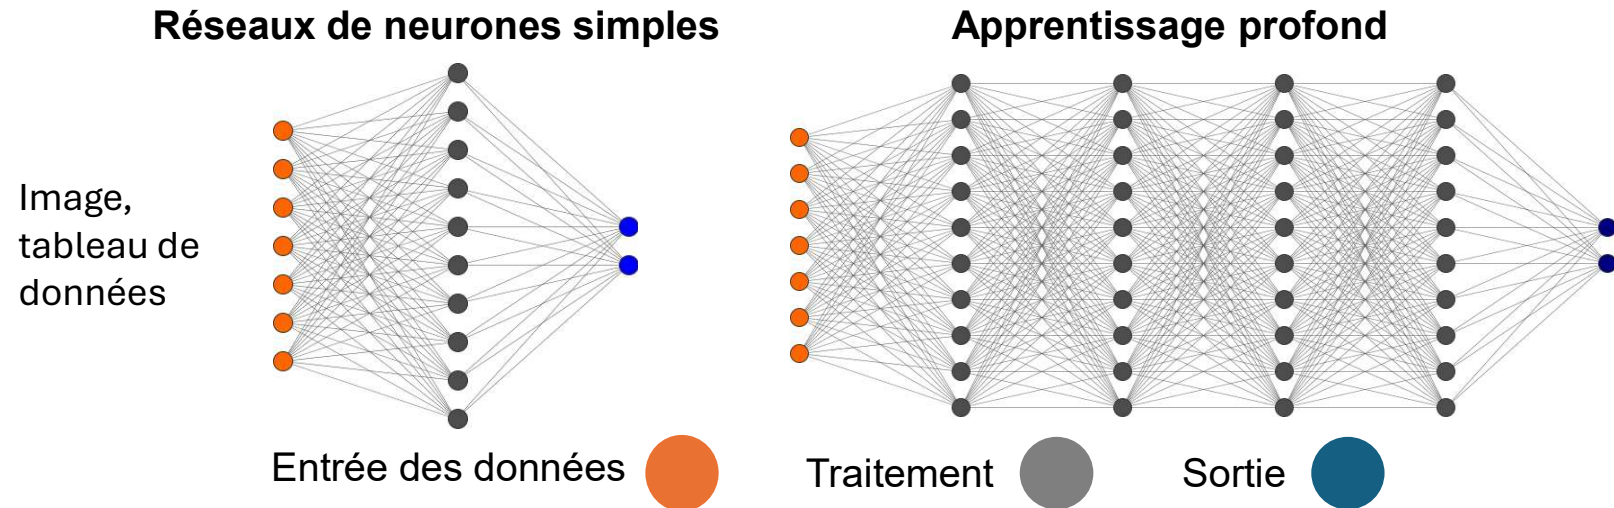 Réseaux de neurones simples
Apprentissage profond
Image,
tableau de
données
Entrée des données
Traitement
Sortie